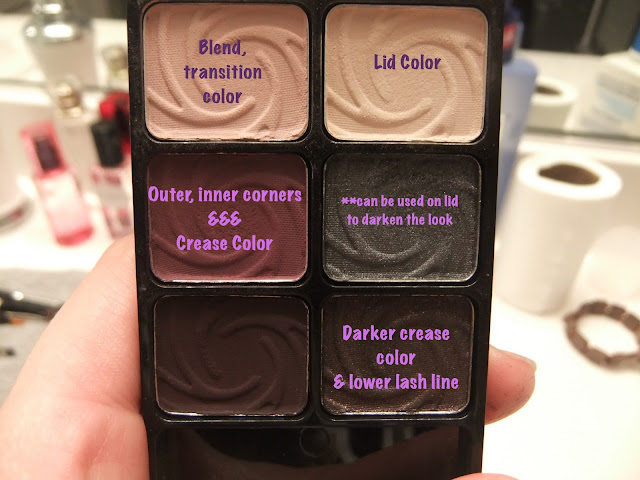 Blend,
transition
color
Lid Color
Outer, inner corners
&&&
Crease Color
**can be used on lid
to darken the look
Darker crease
color
& lower lash line